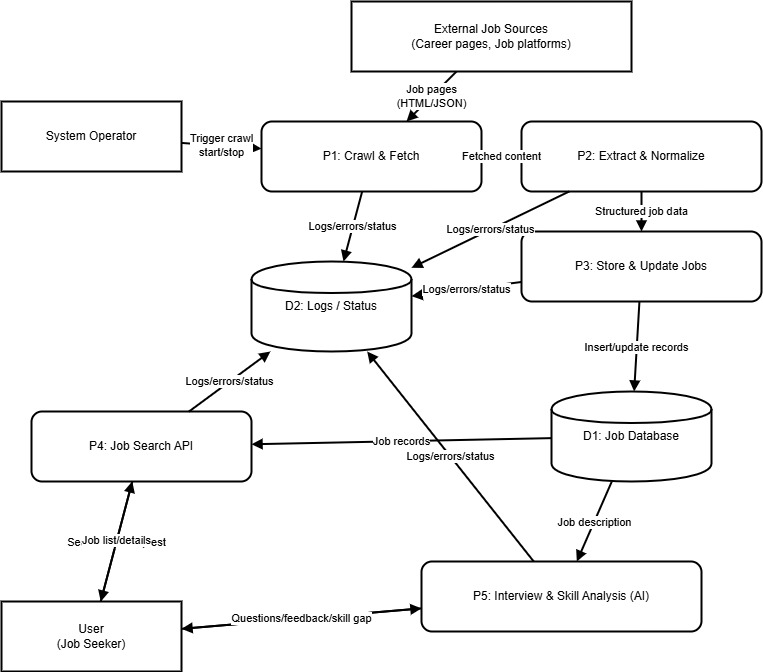 External Job Sources
(Career pages, Job platforms)
Job pages
(HTML/JSON)
System Operator
Trigger crawl
start/stop
P1: Crawl & Fetch
Fetched content
P2: Extract & Normalize
Logs/errors/status
Logs/errors/status
Structured job data
P3: Store & Update Jobs
Logs/errors/status
D2: Logs / Status
Insert/update records
Logs/errors/status
P4: Job Search API
Job records
D1: Job Database
Logs/errors/status
Job description
Job list/details
P5: Interview & Skill Analysis (AI)
Questions/feedback/skill gap
User
(Job Seeker)